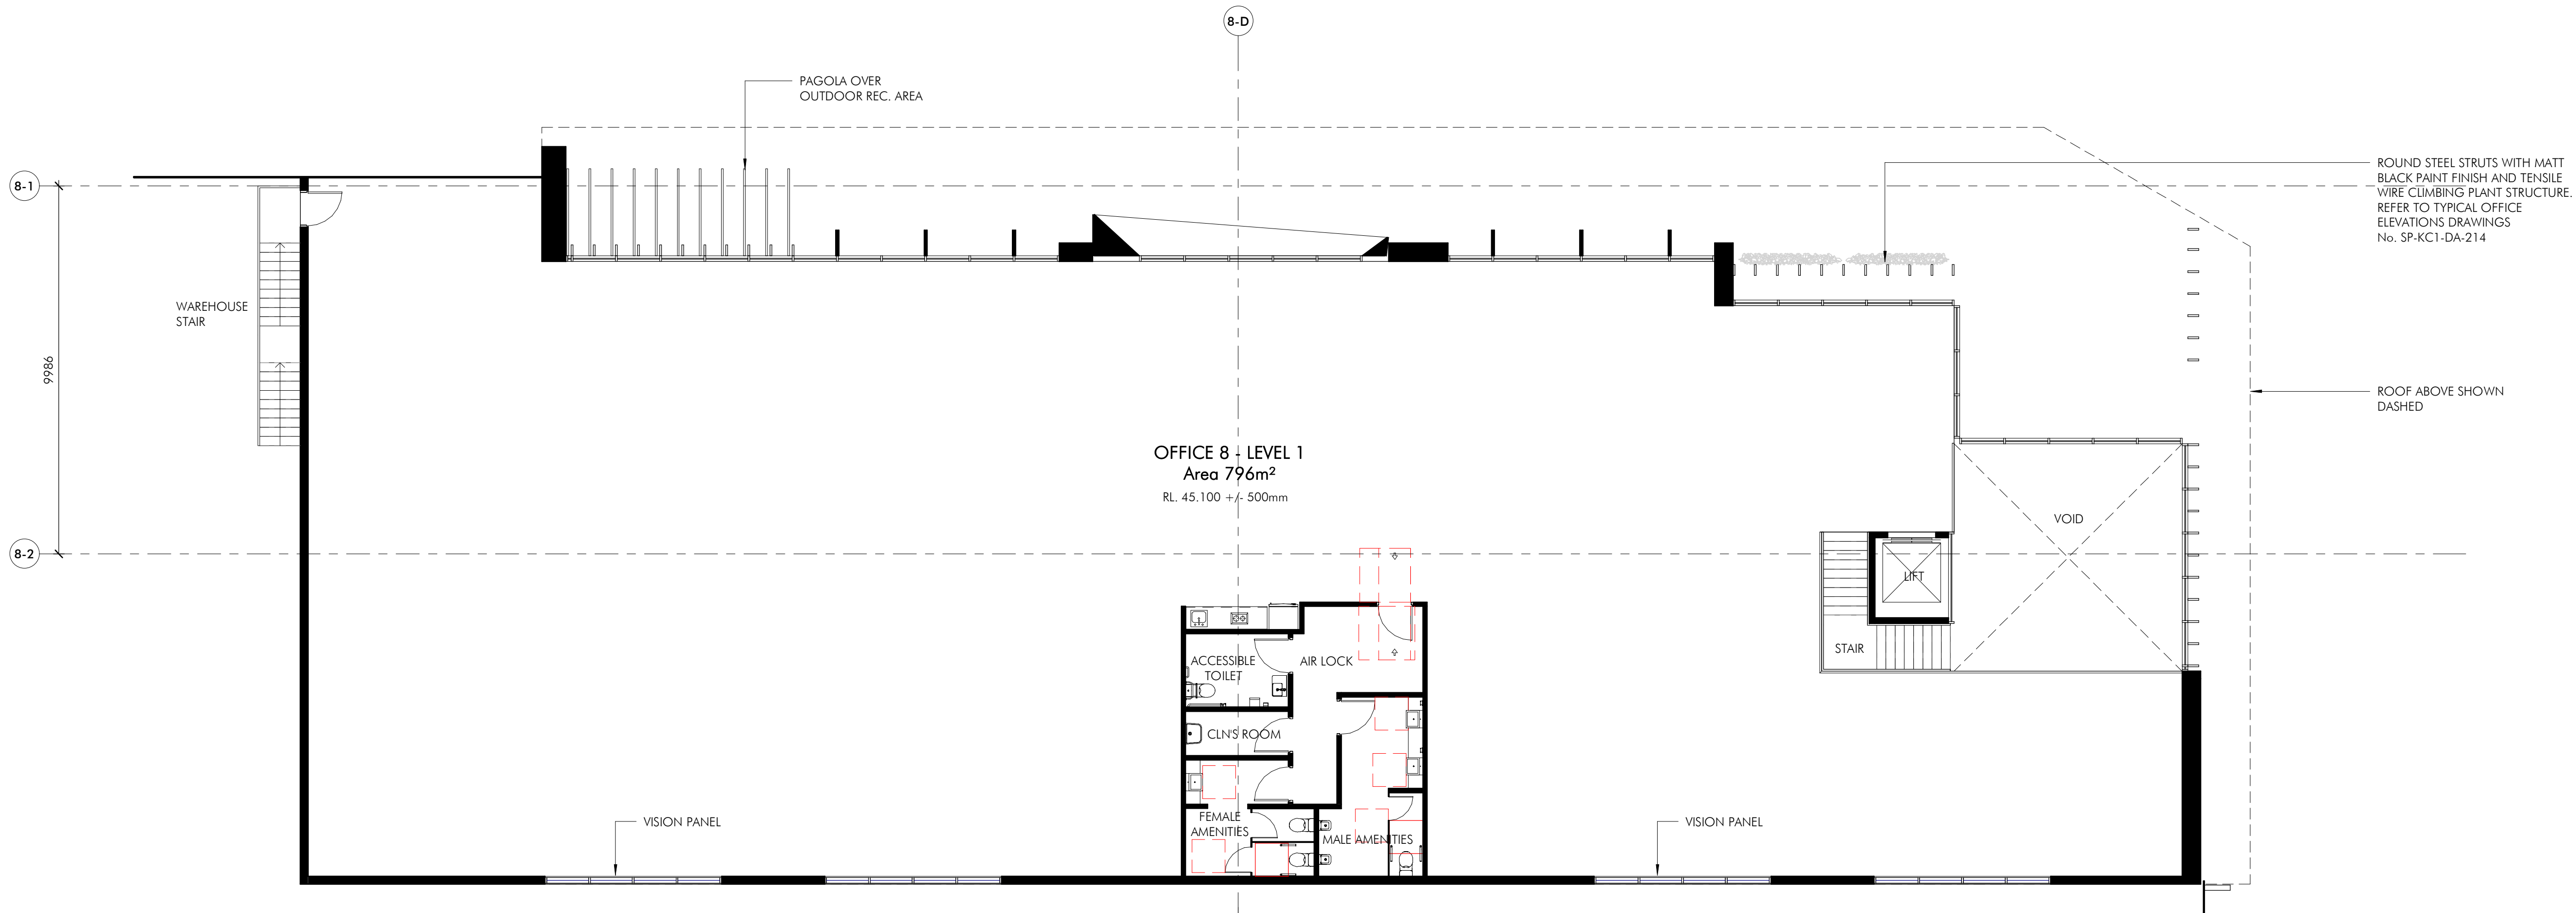 8-D
PAGOLA OVER
OUTDOOR REC. AREA
8-1
ROUND STEEL STRUTS WITH MATT
BLACK PAINT FINISH AND TENSILE
WIRE CLIMBING PLANT STRUCTURE.
REFER TO TYPICAL OFFICE
ELEVATIONS DRAWINGS
No. SP-KC1-DA-214
WAREHOUSE
STAIR
9986
ROOF ABOVE SHOWN
DASHED
OFFICE 8 - LEVEL 1
Area 796m²
RL. 45.100 +/- 500mm
VOID
8-2
LIFT
STAIR
ACCESSIBLE
TOILET
AIR LOCK
CLN'S ROOM
FEMALE
AMENITIES
MALE AMENITIES
VISION PANEL
VISION PANEL